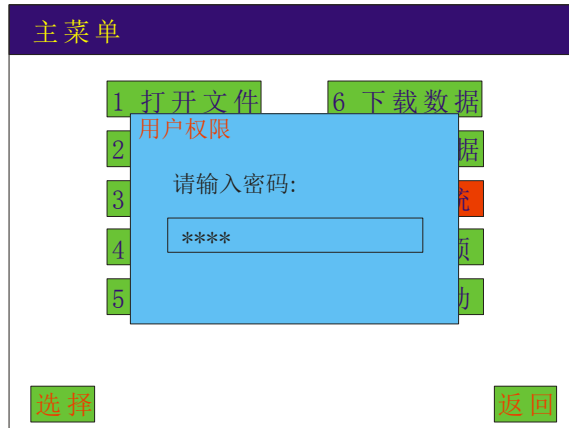 主菜单
1 打开文件 6 下载数据
用户权限
2 据
请输入密码:
3 统
****
4
5
选择 返回